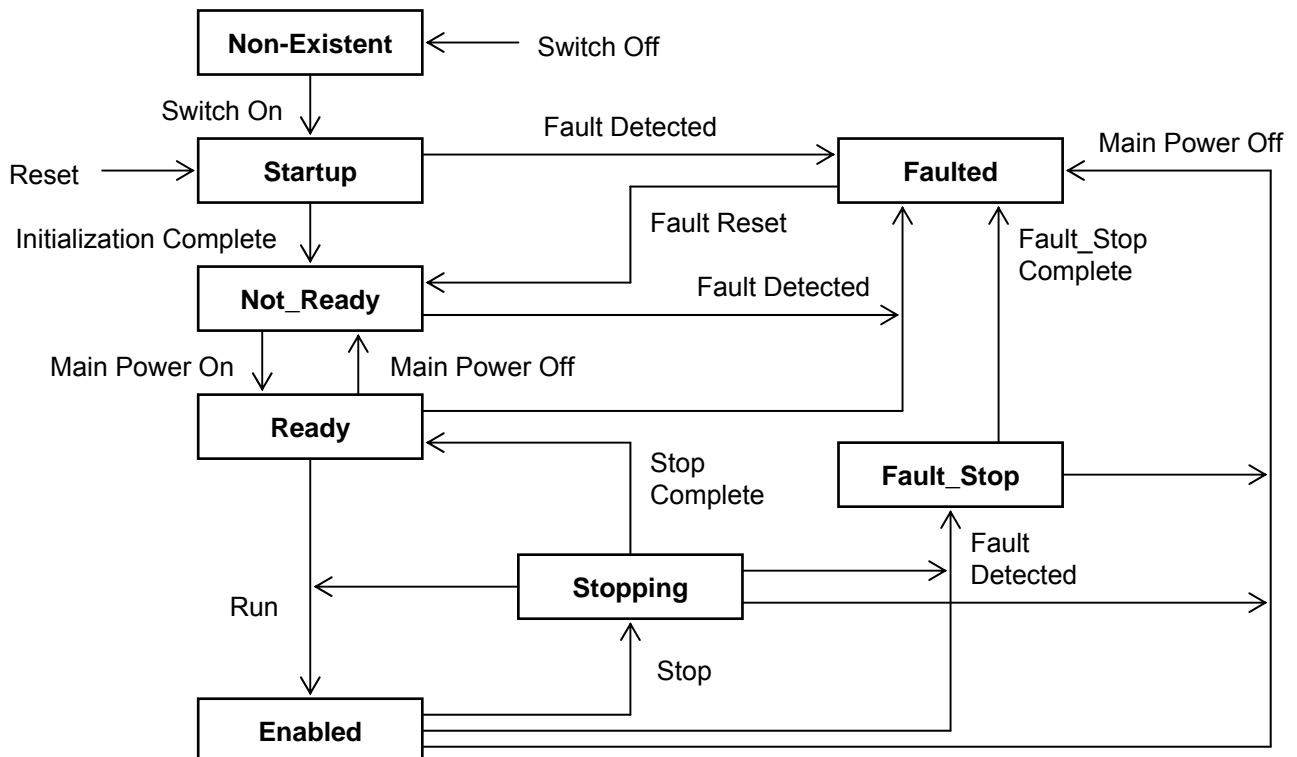 Non-Existent
Switch Off
Switch On
Fault Detected
Main Power Off
Reset
Startup
Faulted
Initialization Complete
Fault Reset
Fault_Stop
Complete
Not_Ready
Fault Detected
Main Power On
Main Power Off
Ready
Stop
Complete
Fault_Stop
Fault
Detected
Stopping
Run
Stop
Enabled